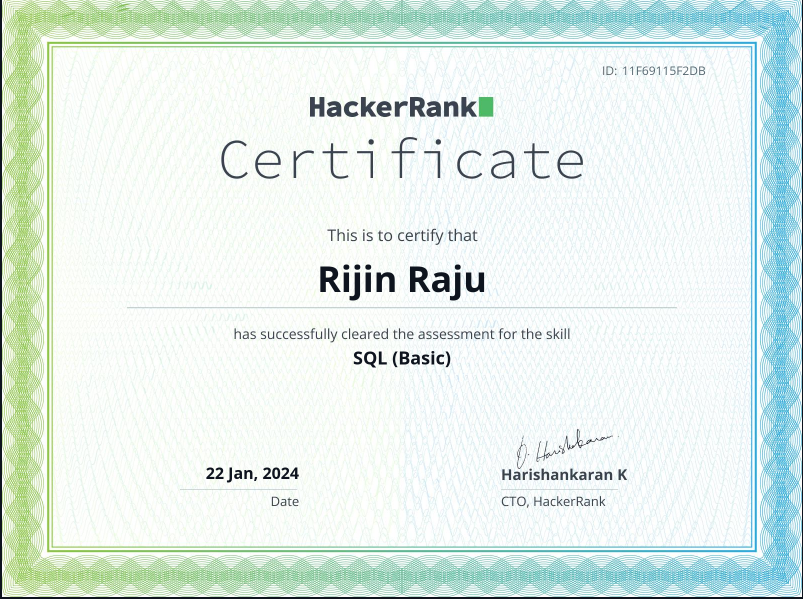 ID: 11F69115F2DB
HackerRank
Certificate
This is to certify that
Rijin Raju
has successfully cleared the assessment for the skill
SQL (Basic)
22 Jan, 2024
Date
Harishankaran K
CTO, HackerRank